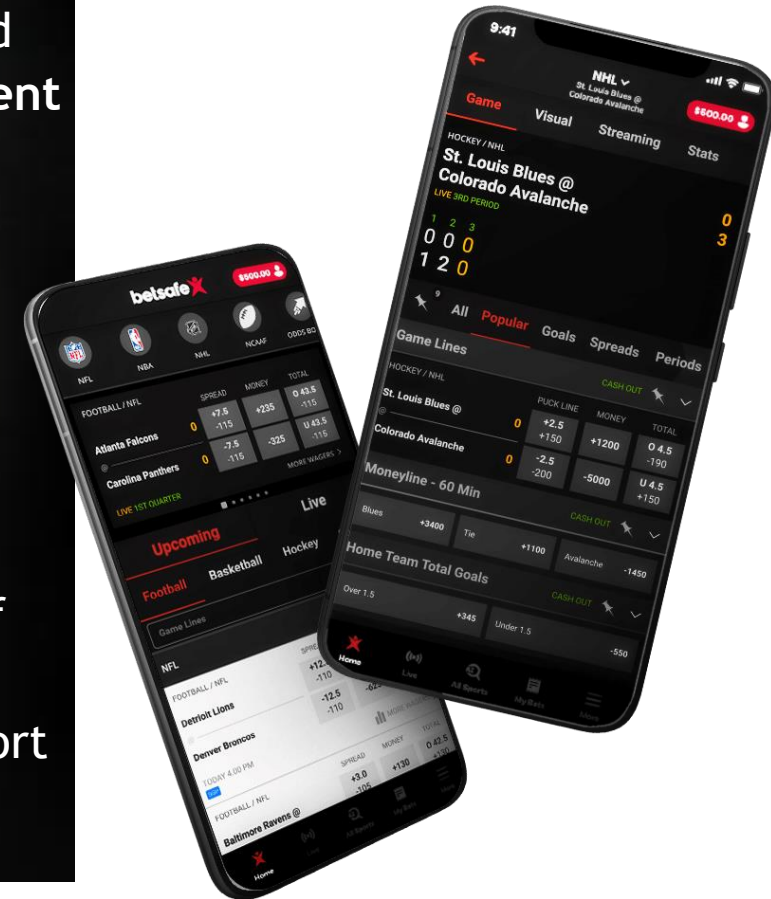 d
ent
f
ort
betsafe
$500.00
NFL
NBA
NHL
NCAAF
ODDS BO
FOOTBALL / NFL
SPREAD MONEY TOTAL
Atlanta Falcons 0 +7.5 -115 +235 O 43.5 -115
@
Carolina Panthers 0 -7.5 -115 -325 U 43.5 -115
LIVE 1ST QUARTER
MORE WAGERS >
Upcoming Live
Football Basketball Hockey
Game Lines
NFL
FOOTBALL / NFL
Detrioit Lions
-110
Denver Broncos
-12.5 -110
TODAY 4:00 PM
SPREAD MONEY TOTAL
FOOTBALL / NFL
Baltimore Ravens @ +3.0 -105 +130 O 42.5
Home Live All Sports My Bets More
9:41
NHL
St. Louis Blues @
Colorado Avalanche
$600.00
Game Visual Streaming Stats
HOCKEY / NHL
St. Louis Blues @ 0
Colorado Avalanche 3
LIVE 3RD PERIOD
1 2 3
0 0 0
1 2 0
9
All Popular Goals Spreads Periods
Game Lines CASH OUT
HOCKEY / NHL
PUCK LINE MONEY TOTAL
St. Louis Blues @ 0 +2.5 +150 +1200 O 4.5 -190
@
Colorado Avalanche 0 -2.5 -200 -5000 U 4.5 +150
Moneyline - 60 Min CASH OUT
Blues +3400 Tie +1100 Avalanche -1450
Home Team Total Goals CASH OUT
Over 1.5 +345 Under 1.5 -550
Home Live All Sports My Bets More